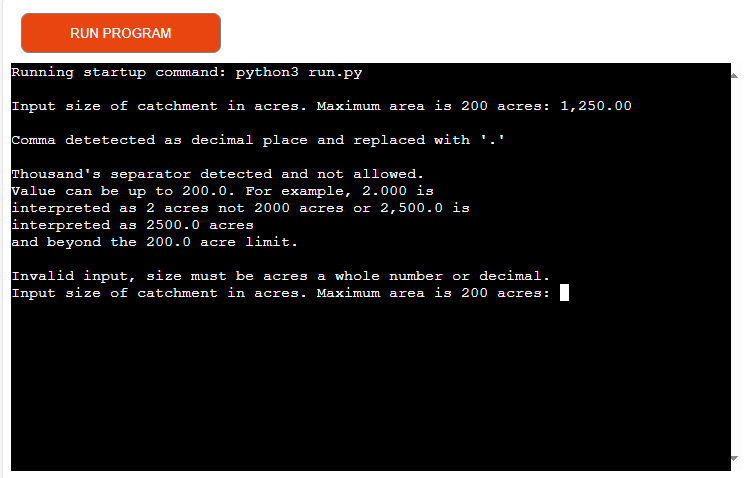 RUN PROGRAM
Running startup command: python3 run.py
Input size of catchment in acres. Maximum area is 200 acres: 1,250.00
Comma detetected as decimal place and replaced with '.'
Thousand's separator detected and not allowed.
Value can be up to 200.0. For example, 2.000 is
interpreted as 2 acres not 2000 acres or 2,500.0 is
interpreted as 2500.0 acres
and beyond the 200.0 acre limit.
Invalid input, size must be acres a whole number or decimal.
Input size of catchment in acres. Maximum area is 200 acres: